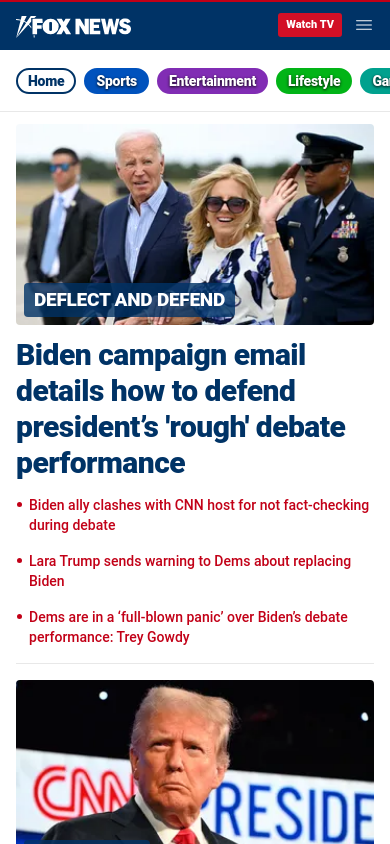 FOX NEWS
Watch TV
Home
Sports
Entertainment
Lifestyle
Ga
DEFLECT AND DEFEND
Biden campaign email
details how to defend
president’s 'rough' debate
performance
Biden ally clashes with CNN host for not fact-checking
during debate
Lara Trump sends warning to Dems about replacing
Biden
Dems are in a ‘full-blown panic’ over Biden’s debate
performance: Trey Gowdy
CNN PRESIDE